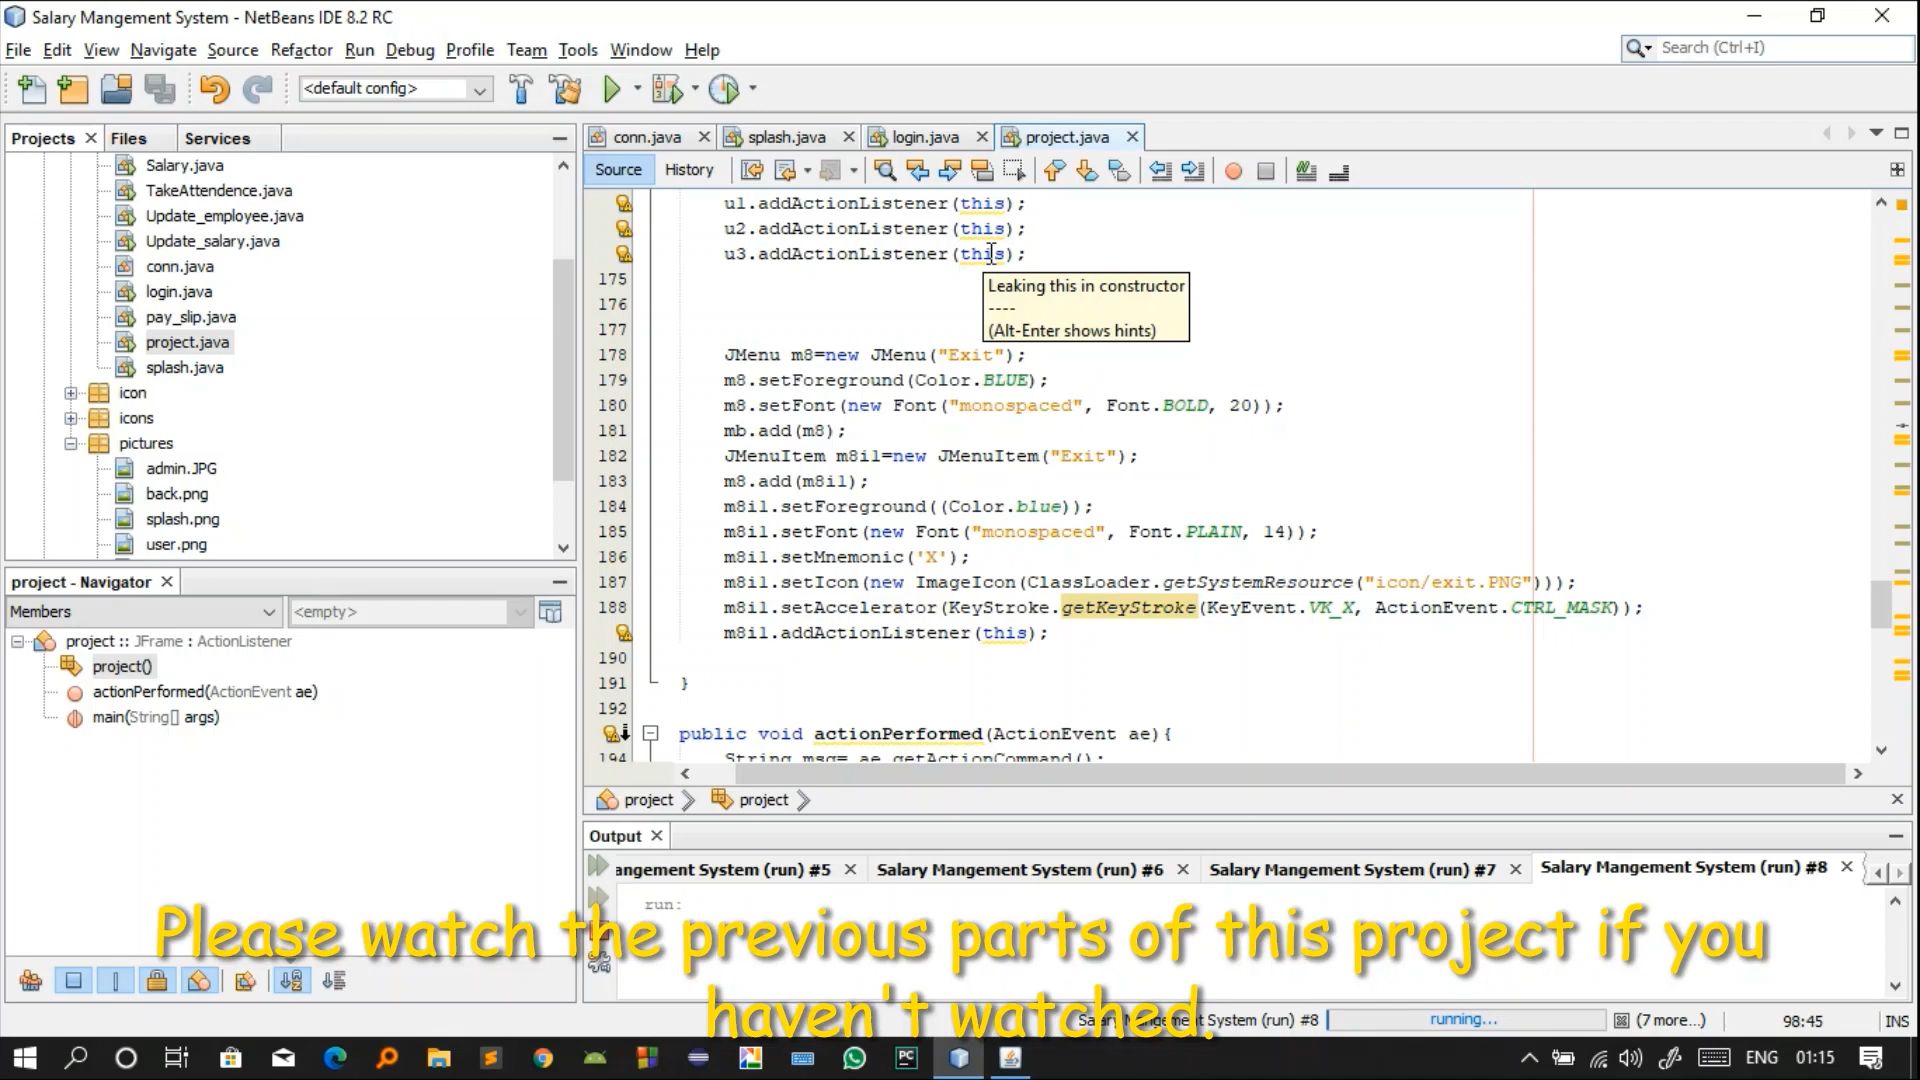 Salary Mangement System - NetBeans IDE 8.2 RC
File Edit View Navigate Source Refactor Run Debug Profile Team Tools Window Help
Search (Ctrl+I)
<default config>
Projects Files Services
Salary.java
TakeAttendence.java
Update_employee.java
Update_salary.java
conn.java
login.java
pay_slip.java
project.java
splash.java
icon
icons
pictures
admin.JPG
back.png
splash.png
user.png
project - Navigator
Members <empty>
project :: JFrame : ActionListener
project()
actionPerformed(ActionEvent ae)
main(String[] args)
conn.java splash.java login.java project.java
Source History
u1.addActionListener(this);
u2.addActionListener(this);
u3.addActionListener(this);
175
176
177
Leaking this in constructor
----
(Alt-Enter shows hints)
178 JMenu m8=new JMenu("Exit");
179 m8.setForeground(Color.BLUE);
180 m8.setFont(new Font("monospaced", Font.BOLD, 20));
181 mb.add(m8);
182 JMenuItem m8i1=new JMenuItem("Exit");
183 m8.add(m8i1);
184 m8i1.setForeground((Color.blue));
185 m8i1.setFont(new Font("monospaced", Font.PLAIN, 14));
186 m8i1.setMnemonic('X');
187 m8i1.setIcon(new ImageIcon(ClassLoader.getSystemResource("icon/exit.PNG")));
188 m8i1.setAccelerator(KeyStroke.getKeyStroke(KeyEvent.VK_X, ActionEvent.CTRL_MASK));
m8i1.addActionListener(this);
190
191 }
192
public void actionPerformed(ActionEvent ae){
194 String msg= ae.getActionCommand();
project project
Output
angement System (run) #5 Salary Mangement System (run) #6 Salary Mangement System (run) #7 Salary Mangement System (run) #8
run:
Please watch the previous parts of this project if you
haven't watched.
Salary Mangement System (run) #8 running... (7 more...) 98:45 INS
ENG 01:15